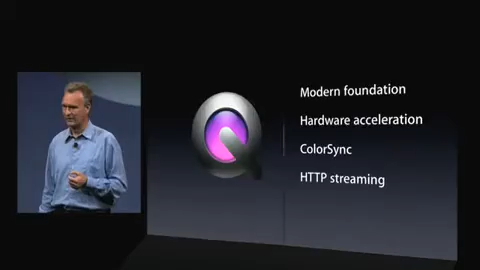 Modern foundation
Hardware acceleration
ColorSync
HTTP streaming